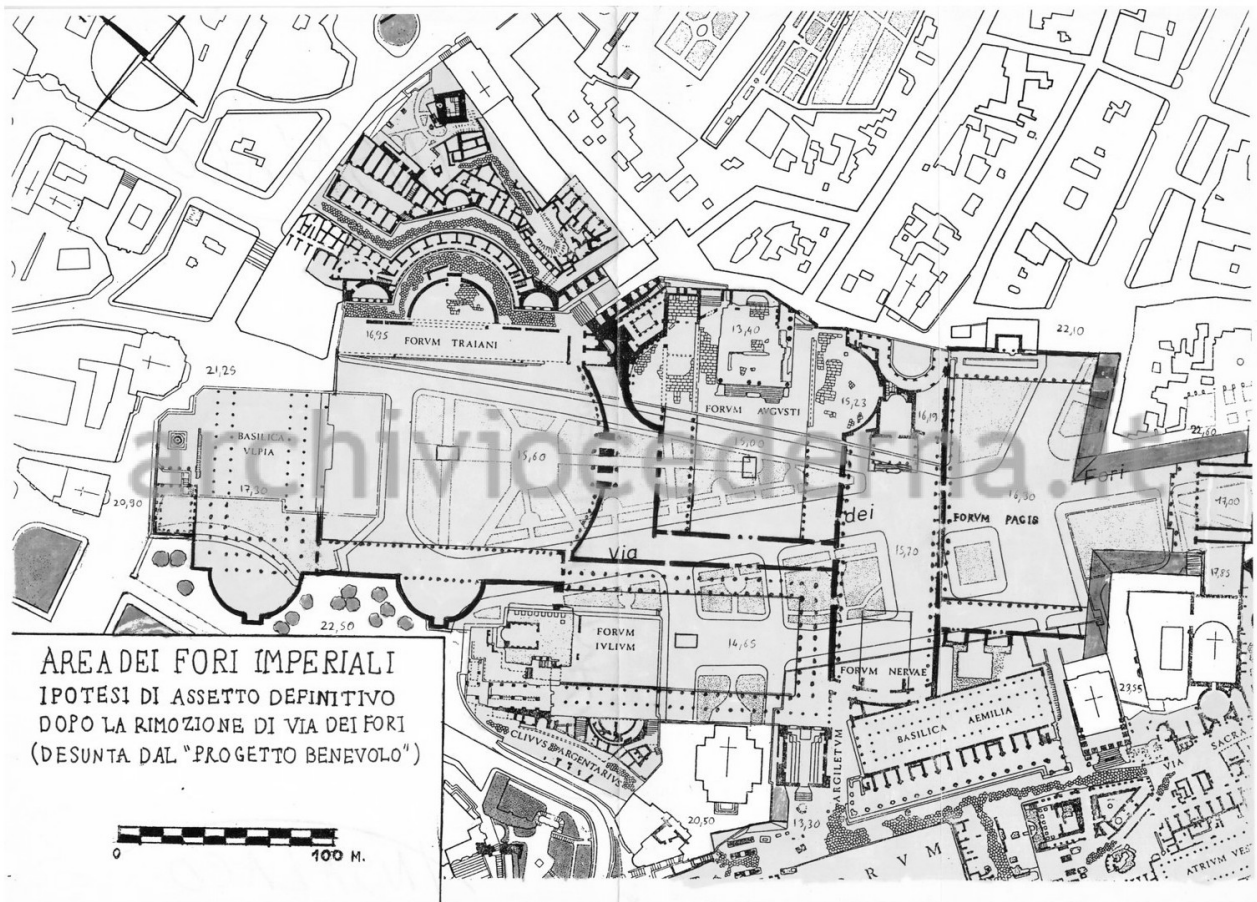 FORVM TRAIANI
16,95
13,40
22,10
21,25
BASILICA
VLPIA
17,30
20,90
15,60
FORVM AVGVSTI
15,00
15,23
16,19
archiviocederna.it
22,60
Via
dei
Fori
16,30
FORVM PACIS
17,00
17,85
15,20
22,50
FORVM
IVLIVM
14,65
FORVM NERVAE
CLIVVS ARGENTARIVS
20,50
13,30
ARGILETVM
BASILICA AEMILIA
23,55
VIA
SACRA
R V M
ATRIVM VES
AREA DEI FORI IMPERIALI
IPOTESI DI ASSETTO DEFINITIVO
DOPO LA RIMOZIONE DI VIA DEI FORI
(DESUNTA DAL "PROGETTO BENEVOLO")
0 100 M.